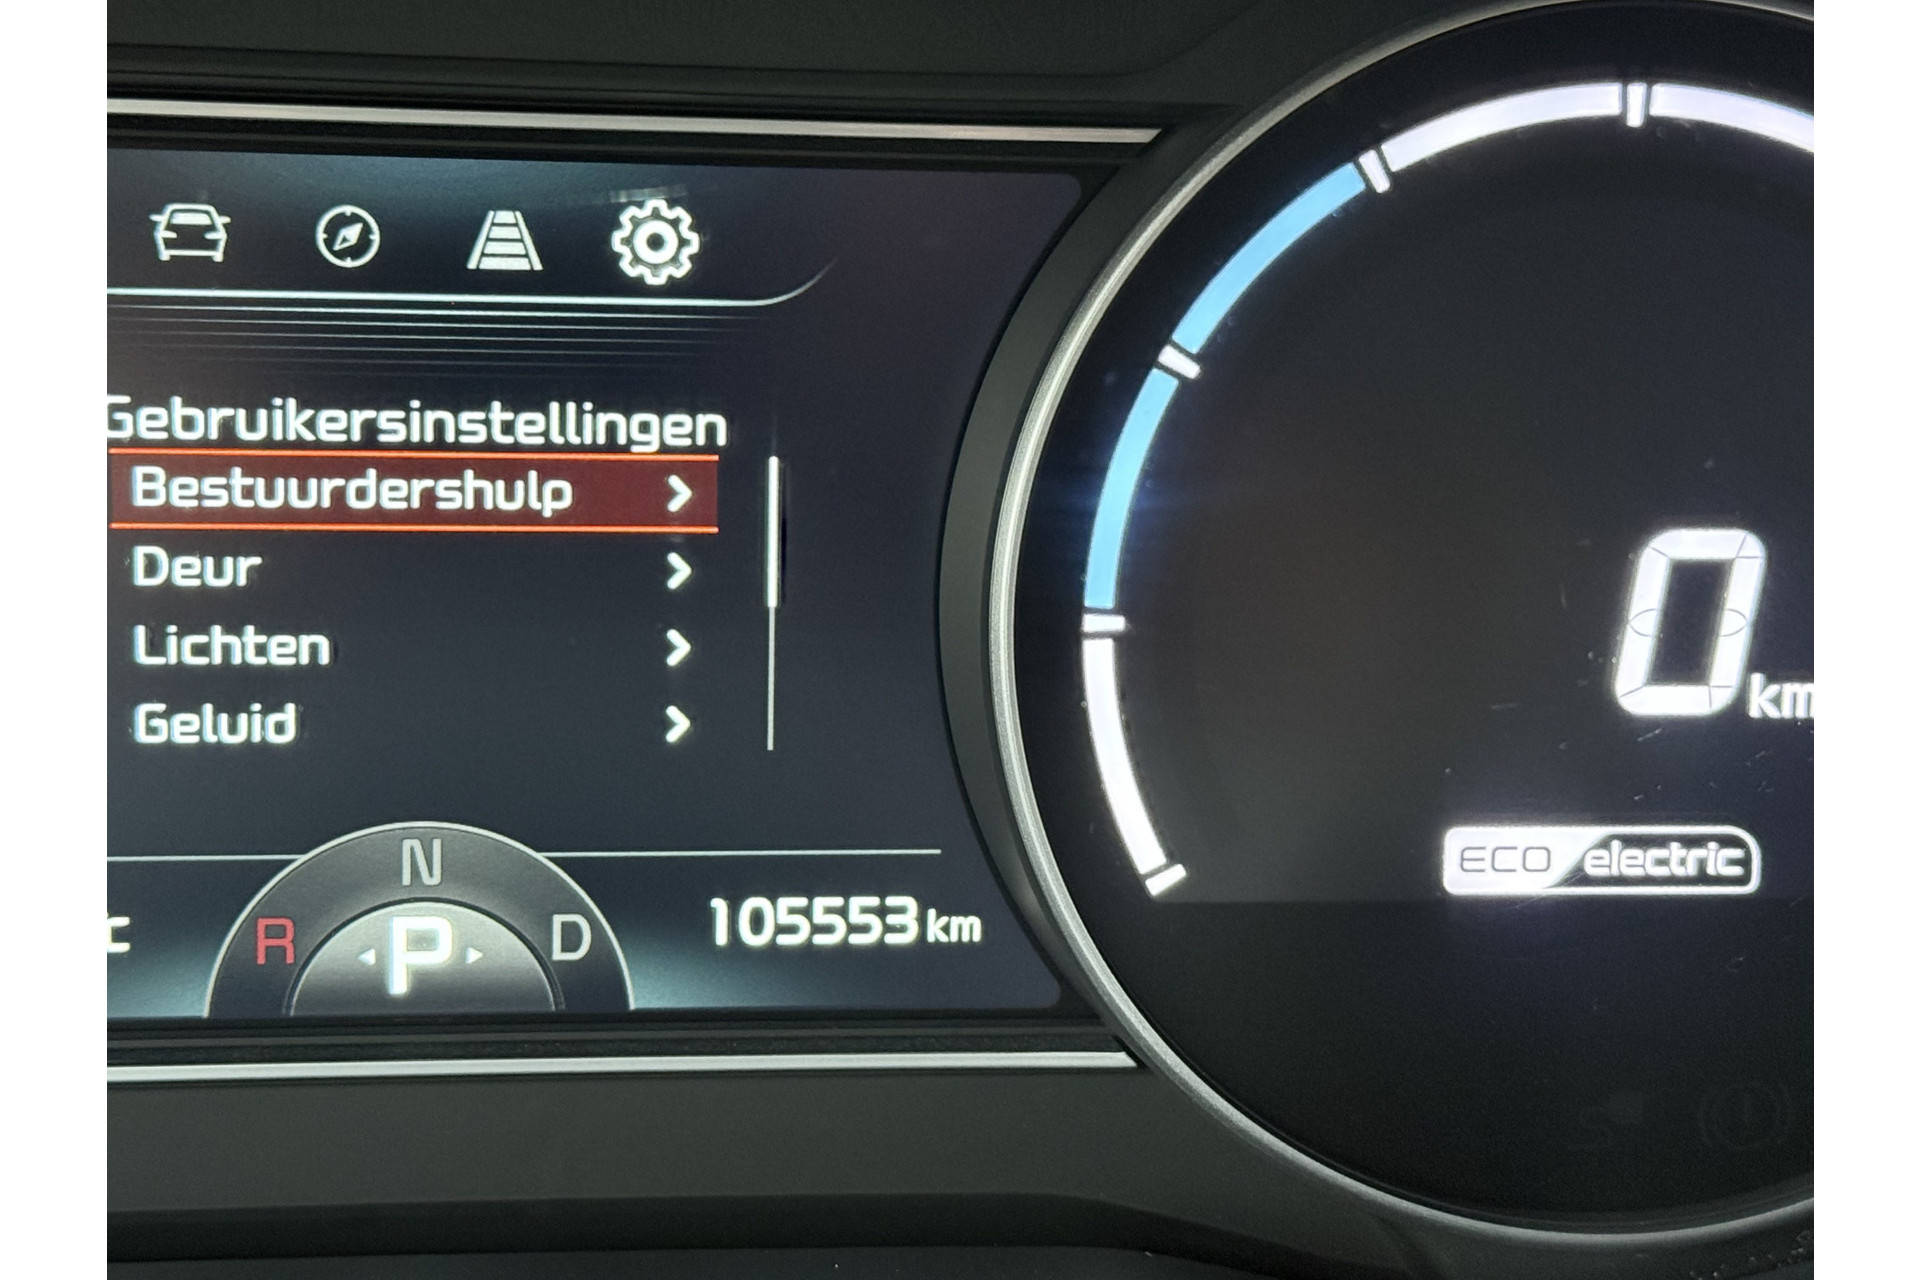 Gebruikersinstellingen
Bestuurdershulp
Deur
Lichten
Geluid
N
R P D
105553 km
0
km
ECO electric